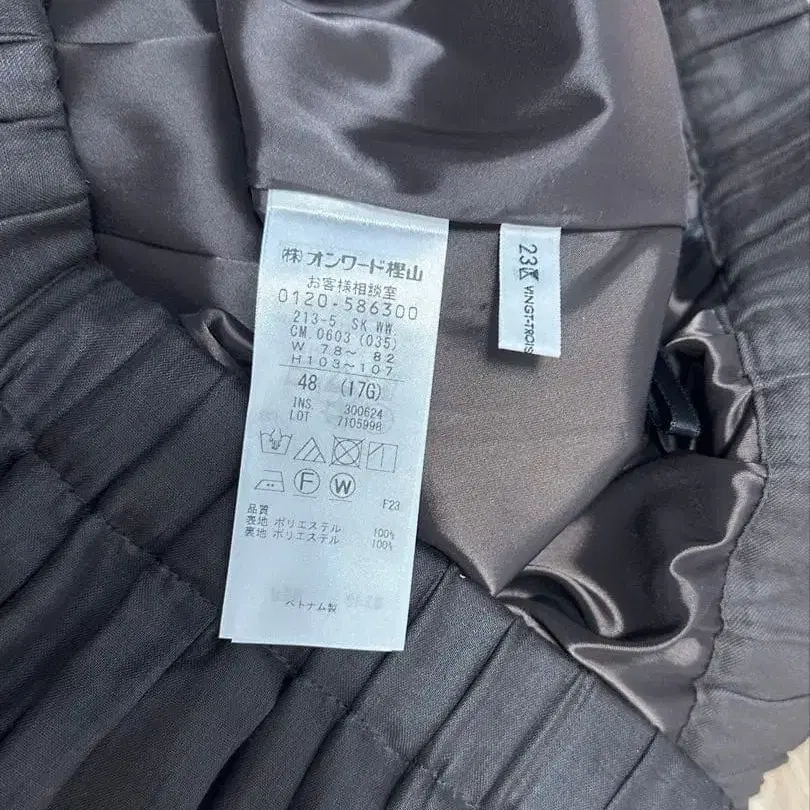 ㈱オンワード樫山
お客様相談室
0120-586300
213-5. SK WW.
CM.0603 (035)
W. 78～ 82
H103～107
48 (17G)
INS. 300624
LOT 7105998
F
W
F23
品質
表地 ポリエステル 100%
裏地 ポリエステル 100%
ベトナム製
23区
VINGT-TROIS